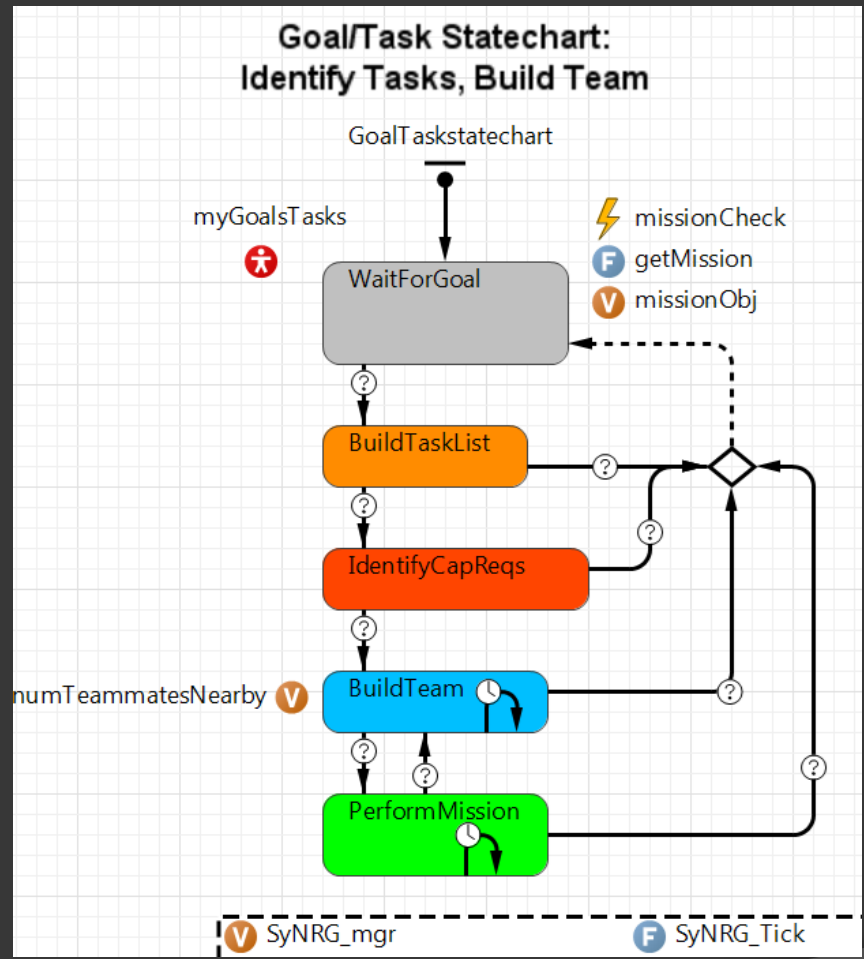 Goal/Task Statechart:
Identify Tasks, Build Team
GoalTaskstatechart
myGoalsTasks
missionCheck
F getMission
V missionObj
WaitForGoal
?
BuildTaskList
?
?
?
IdentifyCapReqs
?
numTeammatesNearby V
BuildTeam
?
?
?
?
PerformMission
V SyNRG_mgr
F SyNRG_Tick